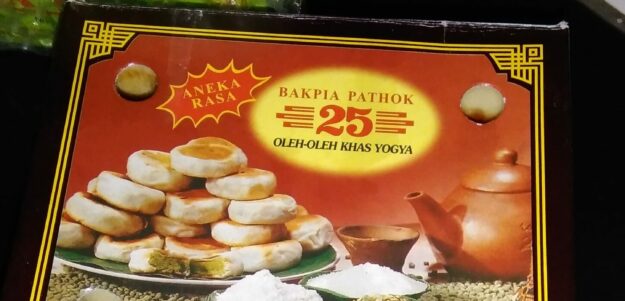 ANEKA
RASA
BAKPIA PATHOK
25
OLEH-OLEH KHAS YOGYA